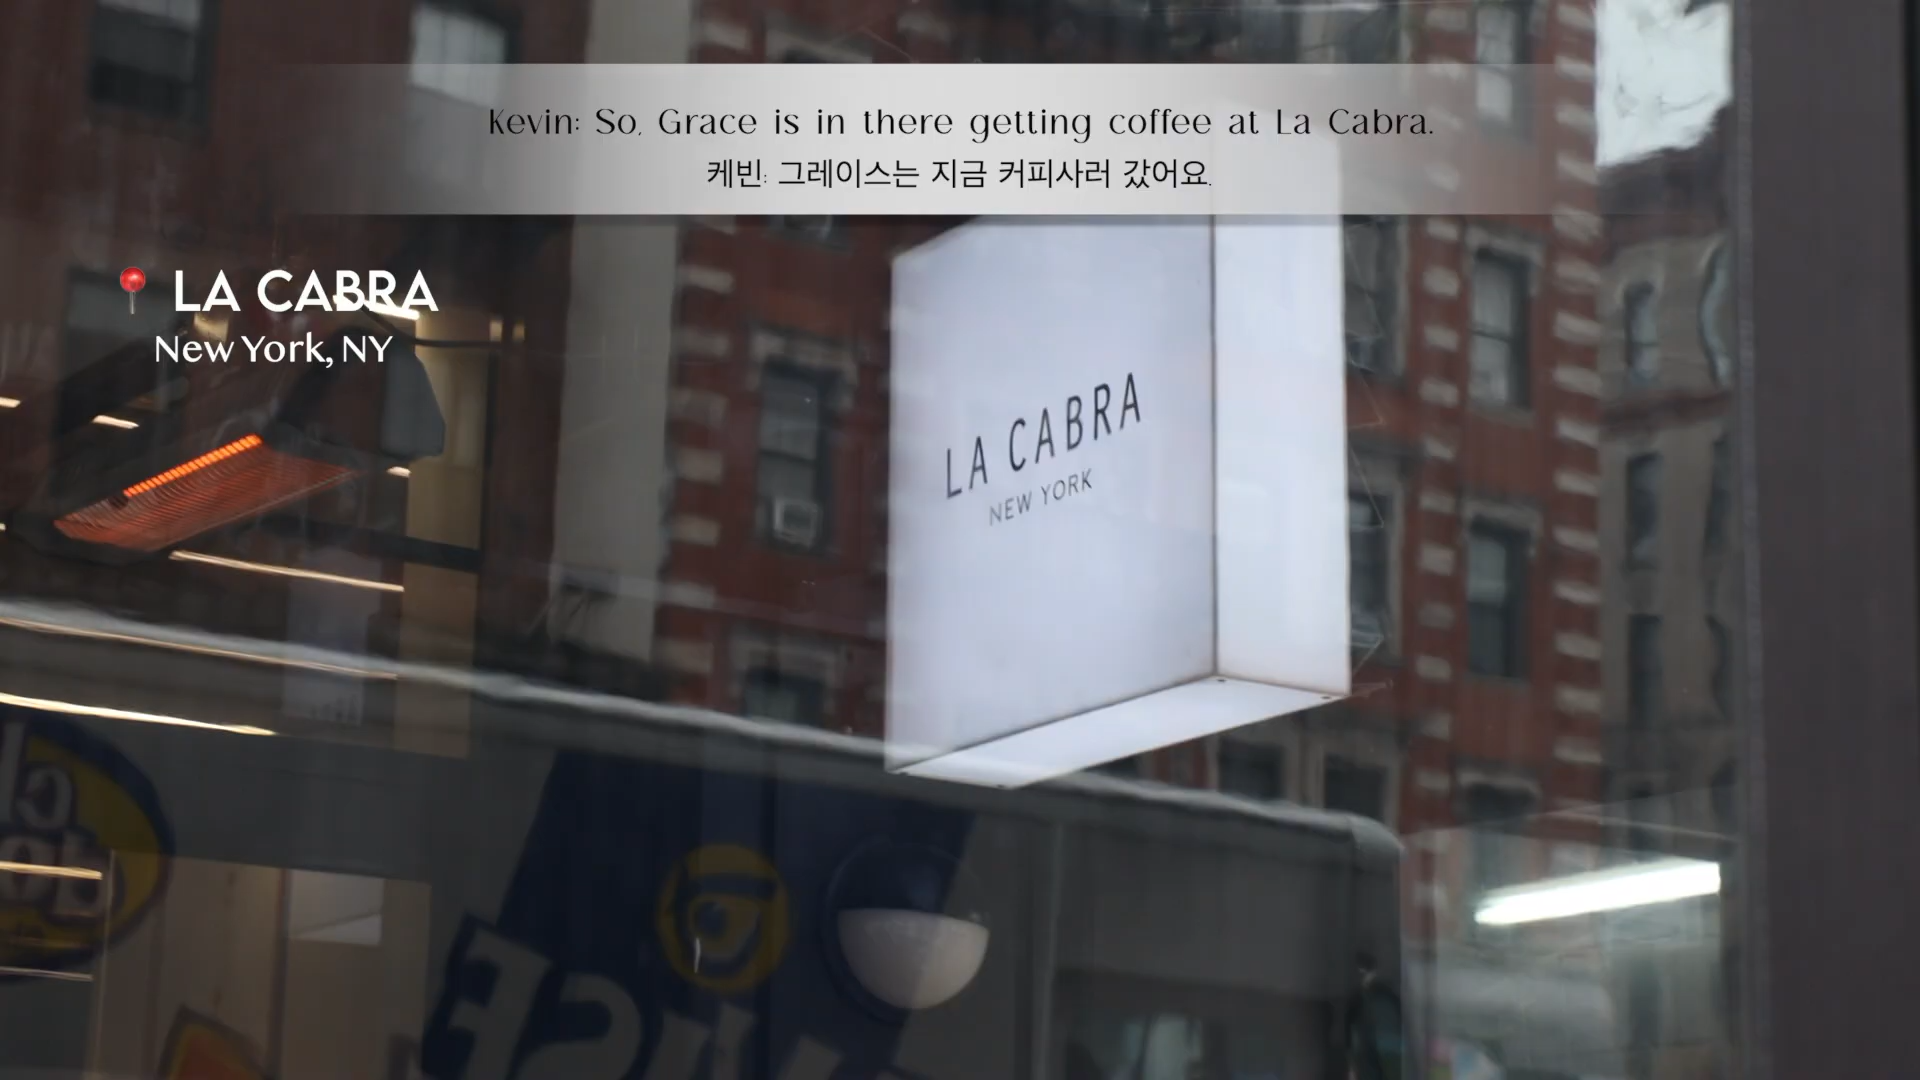 Kevin: So, Grace is in there getting coffee at La Cabra.
케빈: 그레이스는 지금 커피사러 갔어요.
LA CABRA
New York, NY
LA CABRA
NEW YORK